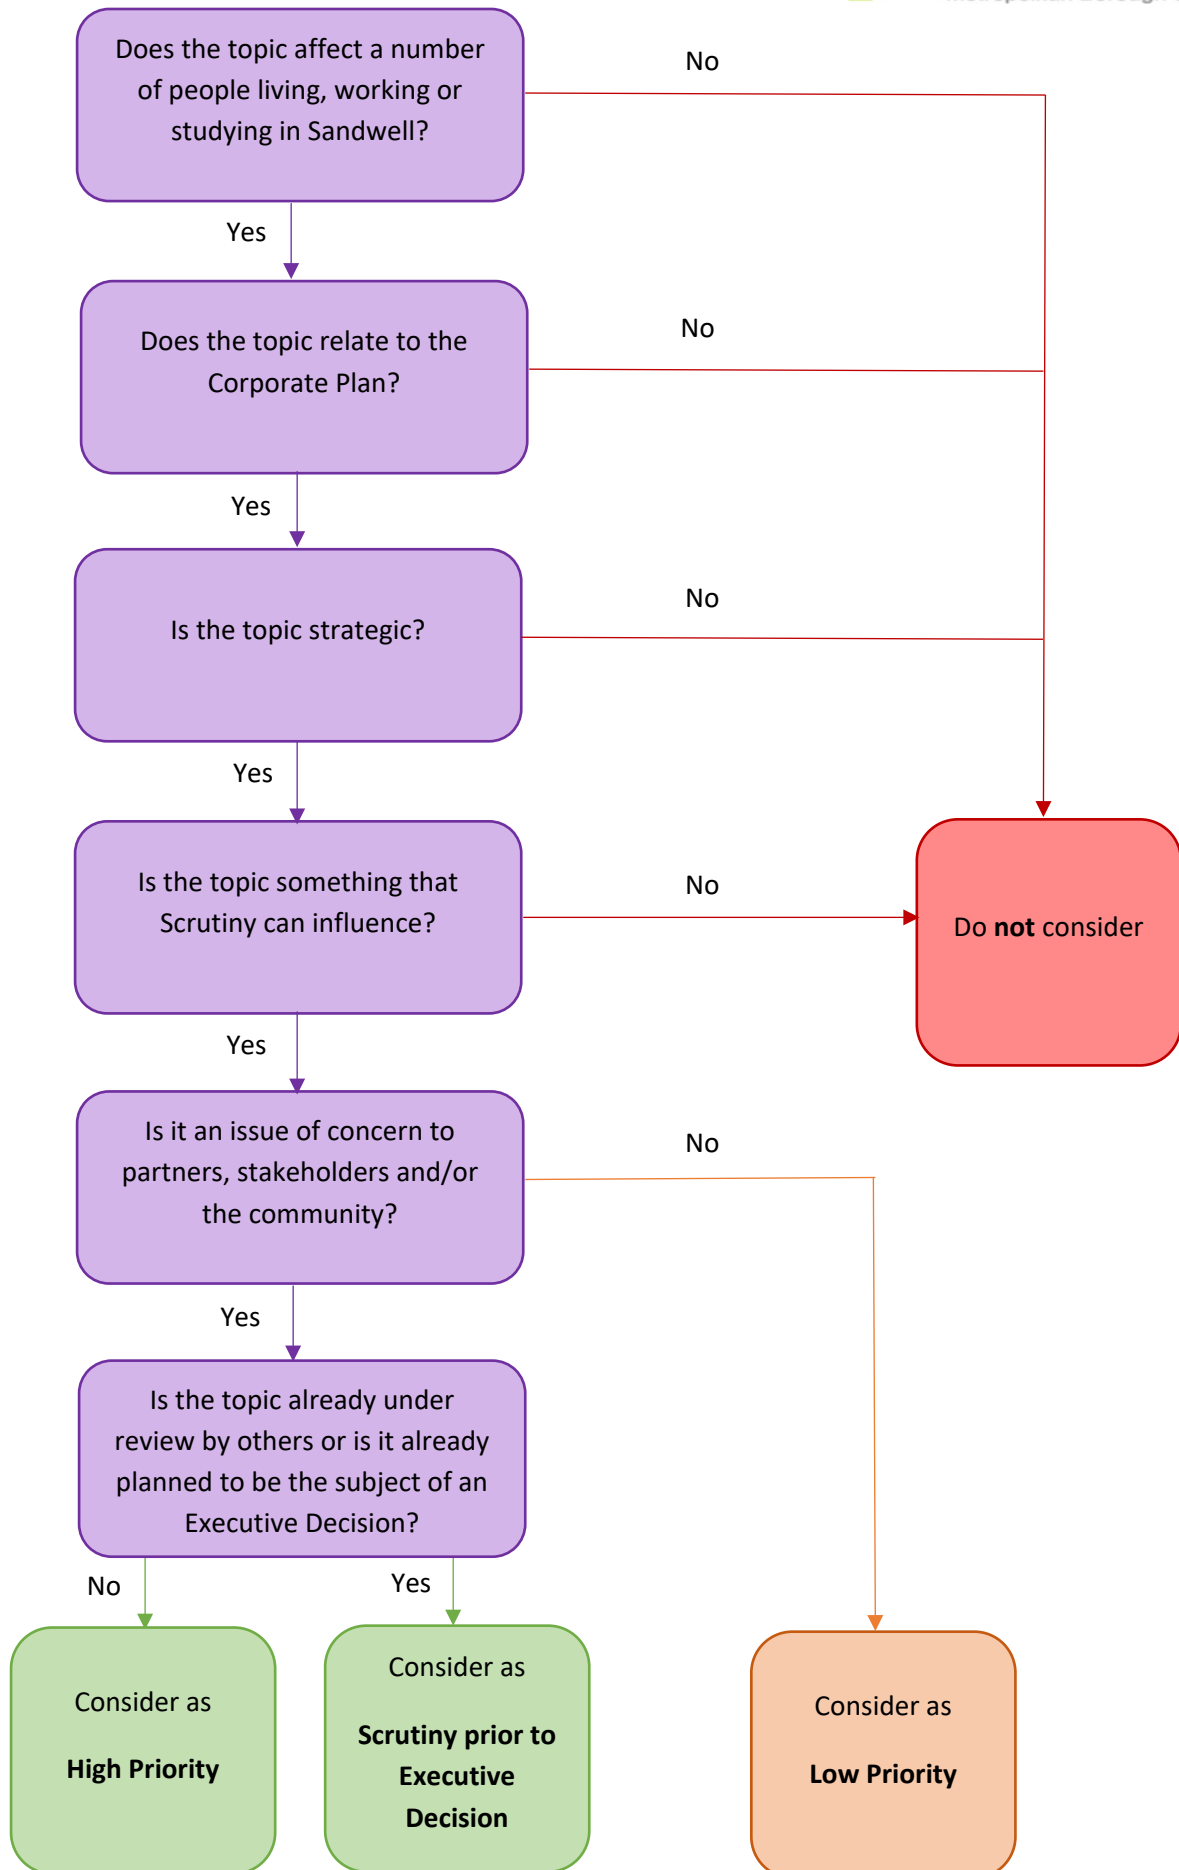 Does the topic affect a number
of people living, working or
studying in Sandwell?
No
Yes
Does the topic relate to the
Corporate Plan?
No
Yes
Is the topic strategic?
No
Yes
Is the topic something that
Scrutiny can influence?
No
Do not consider
Yes
Is it an issue of concern to
partners, stakeholders and/or
the community?
No
Yes
Is the topic already under
review by others or is it already
planned to be the subject of an
Executive Decision?
No
Yes
Consider as
High Priority
Consider as
Scrutiny prior to
Executive
Decision
Consider as
Low Priority